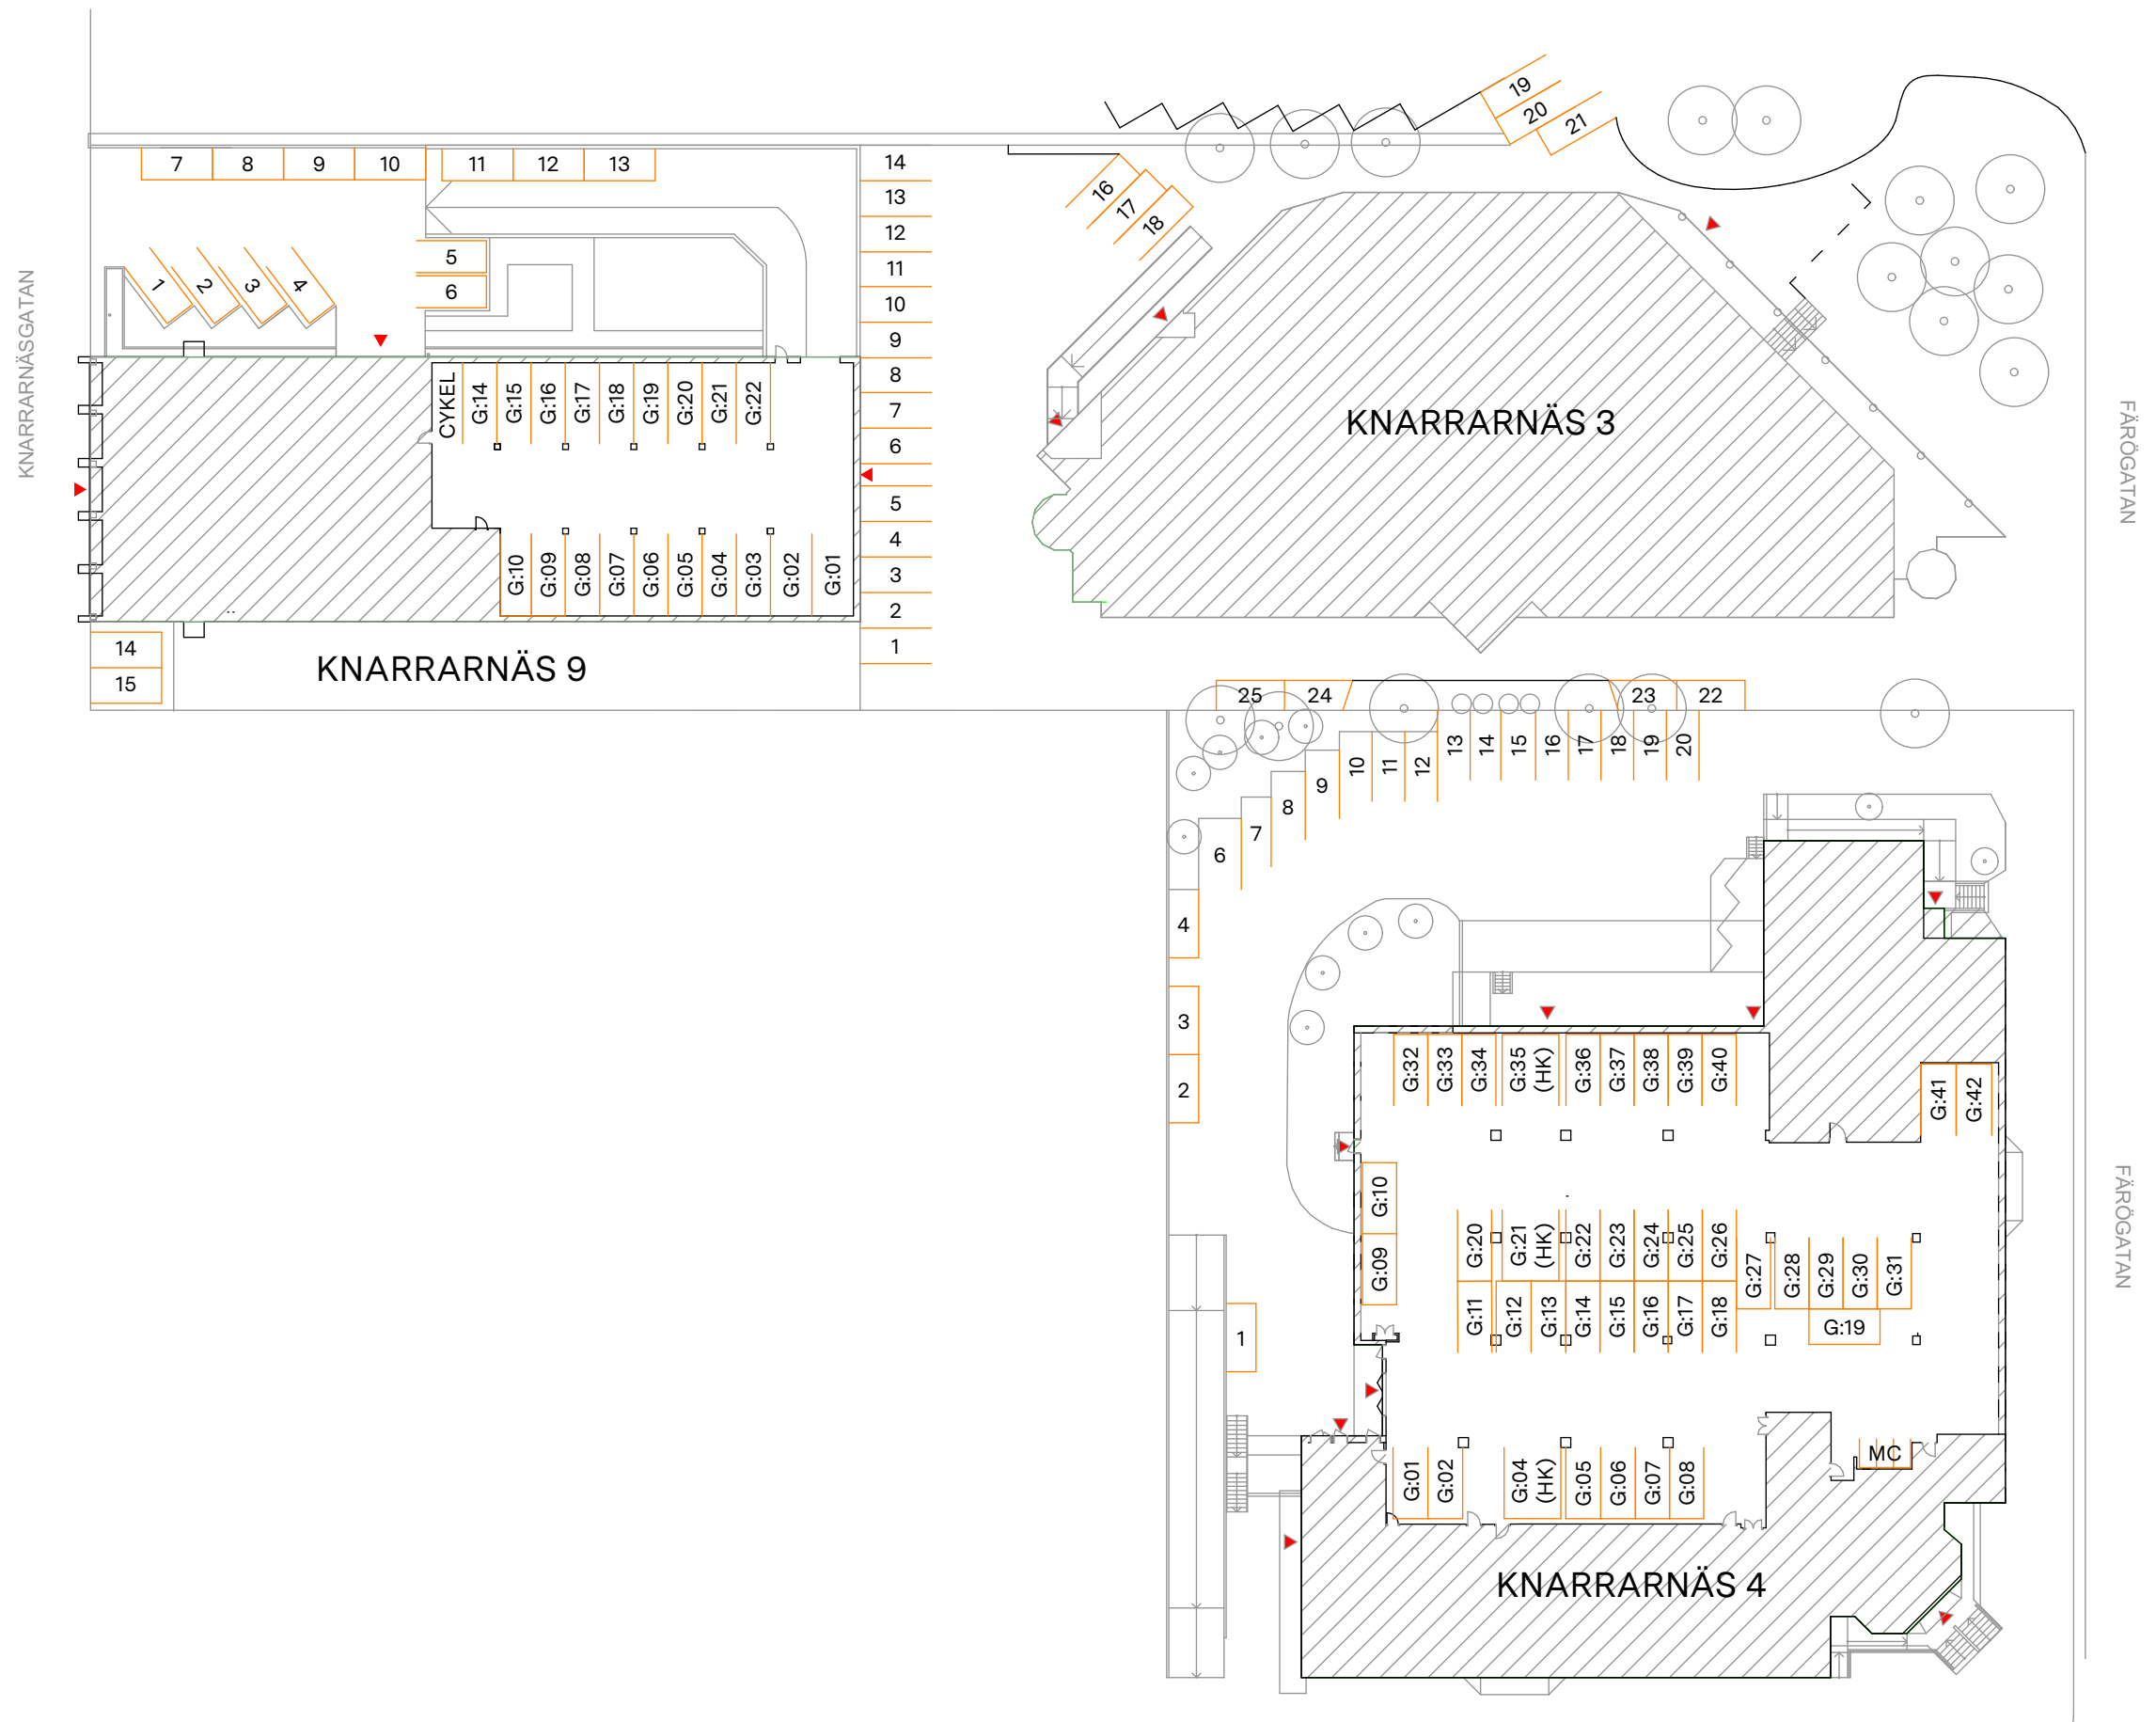 19
20
21
7
8
9
10
11
12
13
14
13
12
11
10
9
8
7
6
5
4
3
2
1
16
17
18
5
6
1
2
3
4
KNARRARNÄSGATAN
FÄRÖGATAN
CYKEL
G:14
G:15
G:16
G:17
G:18
G:19
G:20
G:21
G:22
KNARRARNÄS 3
G:10
G:09
G:08
G:07
G:06
G:05
G:04
G:03
G:02
G:01
14
15
KNARRARNÄS 9
25
24
23
22
13
14
15
16
17
18
19
20
10
11
12
9
8
7
6
4
3
2
1
G:32
G:33
G:34
G:35
(HK)
G:36
G:37
G:38
G:39
G:40
G:41
G:42
G:10
G:09
G:20
G:21
(HK)
G:22
G:23
G:24
G:25
G:26
G:27
G:28
G:29
G:30
G:31
G:11
G:12
G:13
G:14
G:15
G:16
G:17
G:18
G:19
FÄRÖGATAN
G:01
G:02
G:04
(HK)
G:05
G:06
G:07
G:08
MC
KNARRARNÄS 4